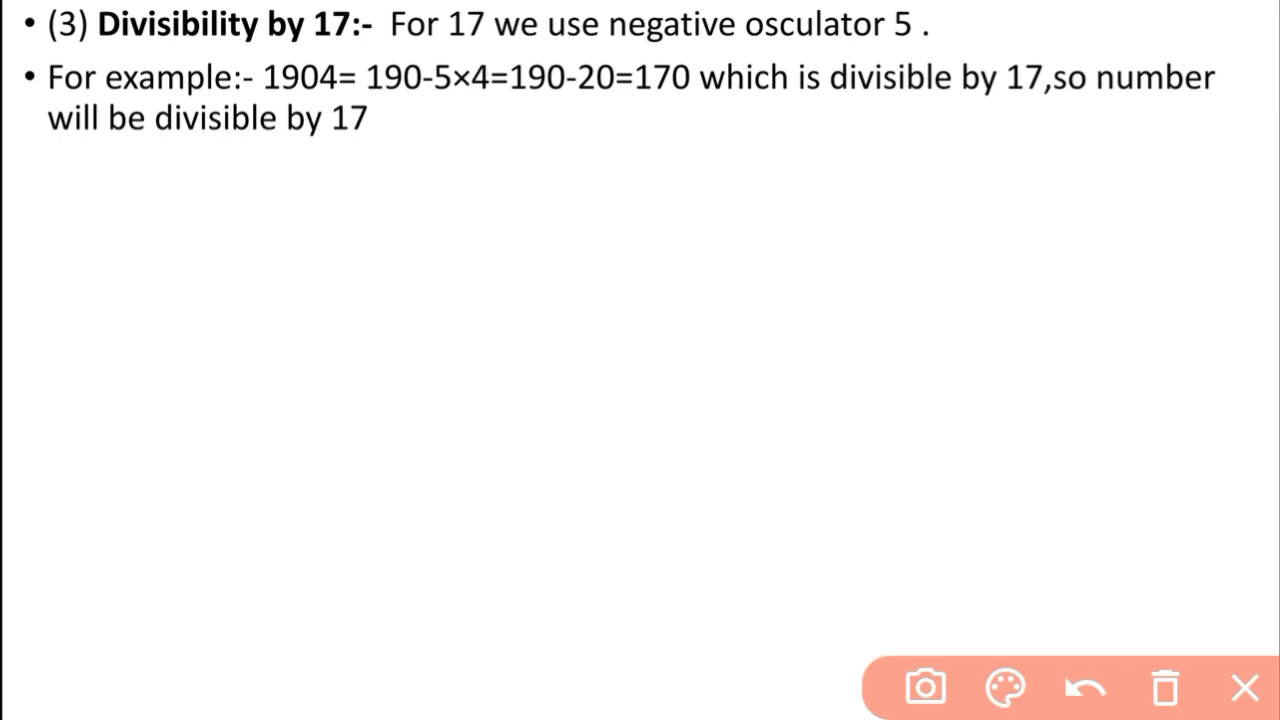 • (3) Divisibility by 17:- For 17 we use negative osculator 5 .
• For example:- 1904= 190-5×4=190-20=170 which is divisible by 17,so number
will be divisible by 17